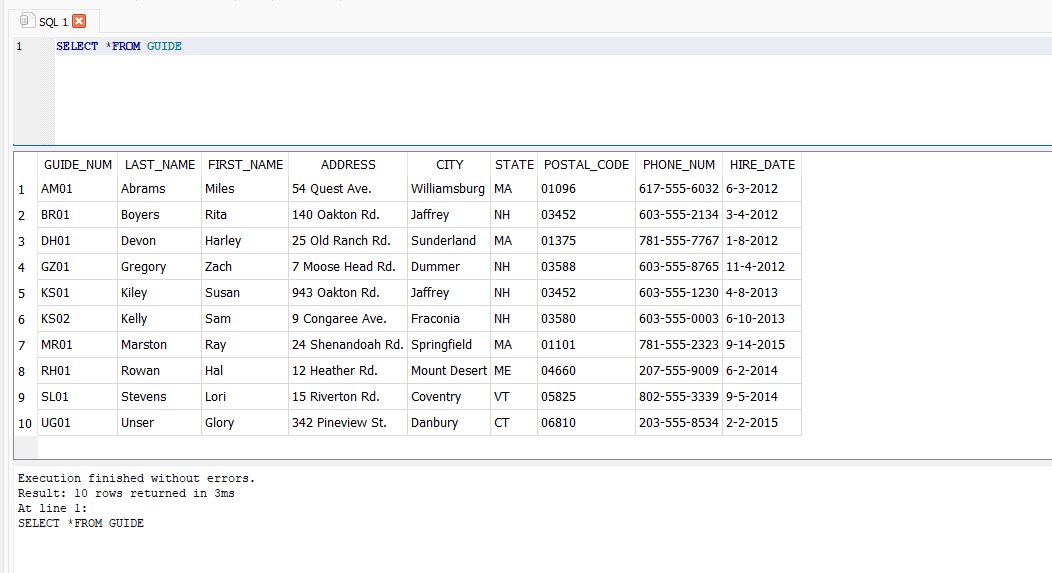 SQL 1
1 SELECT *FROM GUIDE
GUIDE_NUM LAST_NAME FIRST_NAME ADDRESS CITY STATE POSTAL_CODE PHONE_NUM HIRE_DATE
1 AM01 Abrams Miles 54 Quest Ave. Williamsburg MA 01096 617-555-6032 6-3-2012
2 BR01 Boyers Rita 140 Oakton Rd. Jaffrey NH 03452 603-555-2134 3-4-2012
3 DH01 Devon Harley 25 Old Ranch Rd. Sunderland MA 01375 781-555-7767 1-8-2012
4 GZ01 Gregory Zach 7 Moose Head Rd. Dummer NH 03588 603-555-8765 11-4-2012
5 KS01 Kiley Susan 943 Oakton Rd. Jaffrey NH 03452 603-555-1230 4-8-2013
6 KS02 Kelly Sam 9 Congaree Ave. Fraconia NH 03580 603-555-0003 6-10-2013
7 MR01 Marston Ray 24 Shenandoah Rd. Springfield MA 01101 781-555-2323 9-14-2015
8 RH01 Rowan Hal 12 Heather Rd. Mount Desert ME 04660 207-555-9009 6-2-2014
9 SL01 Stevens Lori 15 Riverton Rd. Coventry VT 05825 802-555-3339 9-5-2014
10 UG01 Unser Glory 342 Pineview St. Danbury CT 06810 203-555-8534 2-2-2015
Execution finished without errors.
Result: 10 rows returned in 3ms
At line 1:
SELECT *FROM GUIDE